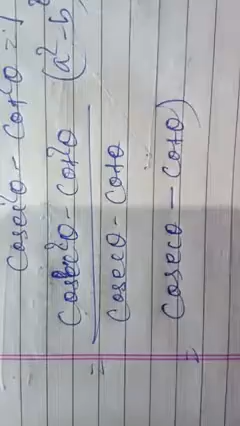 Cosec²θ - Cot²θ = 1
Cosec²θ - Cot²θ (a² - b²
= Cosecθ - Cotθ
= Cosecθ - Cotθ)